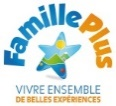 Famille Plus
VIVRE ENSEMBLE
DE BELLES EXPÉRIENCES